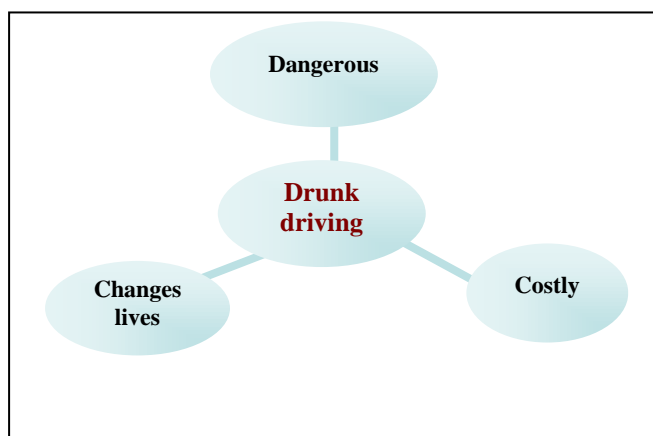 Dangerous
Drunk
driving
Changes
lives
Costly